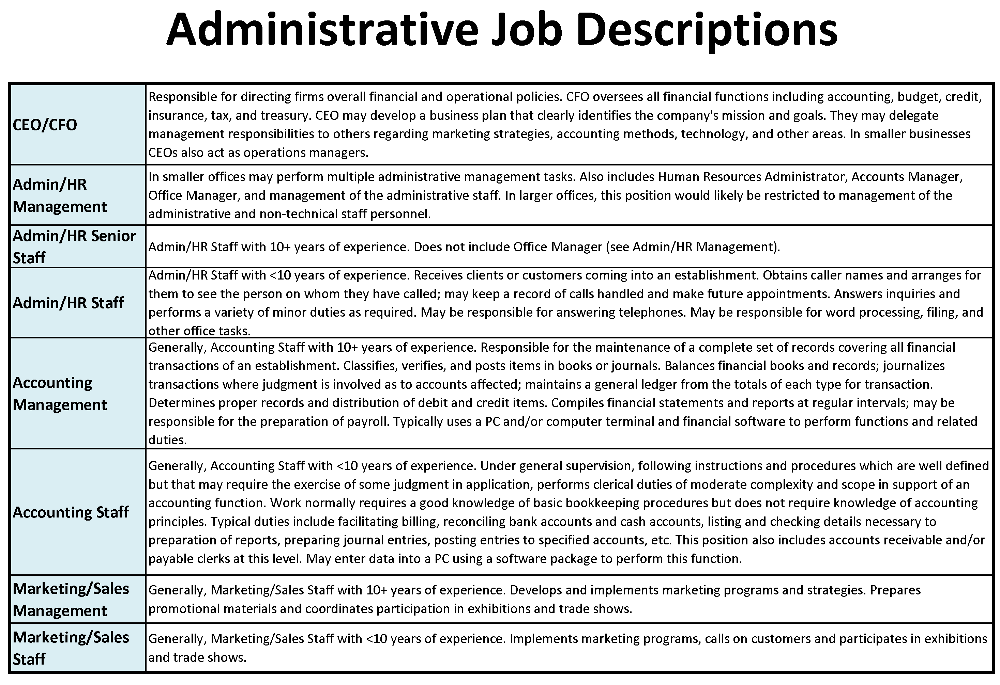 Administrative Job Descriptions
CEO/CFO
Responsible for directing firms overall financial and operational policies. CFO oversees all financial functions including accounting, budget, credit,
insurance, tax, and treasury. CEO may develop a business plan that clearly identifies the company's mission and goals. They may delegate
management responsibilities to others regarding marketing strategies, accounting methods, technology, and other areas. In smaller businesses
CEOs also act as operations managers.
Admin/HR
Management
In smaller offices may perform multiple administrative management tasks. Also includes Human Resources Administrator, Accounts Manager,
Office Manager, and management of the administrative staff. In larger offices, this position would likely be restricted to management of the
administrative and non-technical staff personnel.
Admin/HR Senior
Staff
Admin/HR Staff with 10+ years of experience. Does not include Office Manager (see Admin/HR Management).
Admin/HR Staff
Admin/HR Staff with <10 years of experience. Receives clients or customers coming into an establishment. Obtains caller names and arranges for
them to see the person on whom they have called; may keep a record of calls handled and make future appointments. Answers inquiries and
performs a variety of minor duties as required. May be responsible for answering telephones. May be responsible for word processing, filing, and
other office tasks.
Accounting
Management
Generally, Accounting Staff with 10+ years of experience. Responsible for the maintenance of a complete set of records covering all financial
transactions of an establishment. Classifies, verifies, and posts items in books or journals. Balances financial books and records; journalizes
transactions where judgment is involved as to accounts affected; maintains a general ledger from the totals of each type for transaction.
Determines proper records and distribution of debit and credit items. Compiles financial statements and reports at regular intervals; may be
responsible for the preparation of payroll. Typically uses a PC and/or computer terminal and financial software to perform functions and related
duties.
Accounting Staff
Generally, Accounting Staff with <10 years of experience. Under general supervision, following instructions and procedures which are well defined
but that may require the exercise of some judgment in application, performs clerical duties of moderate complexity and scope in support of an
accounting function. Work normally requires a good knowledge of basic bookkeeping procedures but does not require knowledge of accounting
principles. Typical duties include facilitating billing, reconciling bank accounts and cash accounts, listing and checking details necessary to
preparation of reports, preparing journal entries, posting entries to specified accounts, etc. This position also includes accounts receivable and/or
payable clerks at this level. May enter data into a PC using a software package to perform this function.
Marketing/Sales
Management
Generally, Marketing/Sales Staff with 10+ years of experience. Develops and implements marketing programs and strategies. Prepares
promotional materials and coordinates participation in exhibitions and trade shows.
Marketing/Sales
Staff
Generally, Marketing/Sales Staff with <10 years of experience. Implements marketing programs, calls on customers and participates in exhibitions
and trade shows.